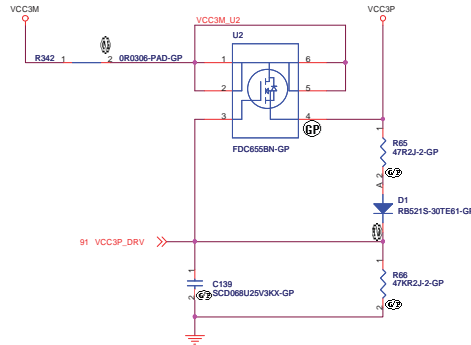 VCC3M
VCC3P
VCC3M_U2
U2
R342
1
2
0R0306-PAD-GP
1
6
2
5
3
4
GP
FDC655BN-GP
1
R65
47R2J-2-GP
2
G/P
A
D1
RB521S-30TE61-GP
91 VCC3P_DRV
1
C139
SCD068U25V3KX-GP
2
G/P
1
R66
47KR2J-2-GP
2
G/P